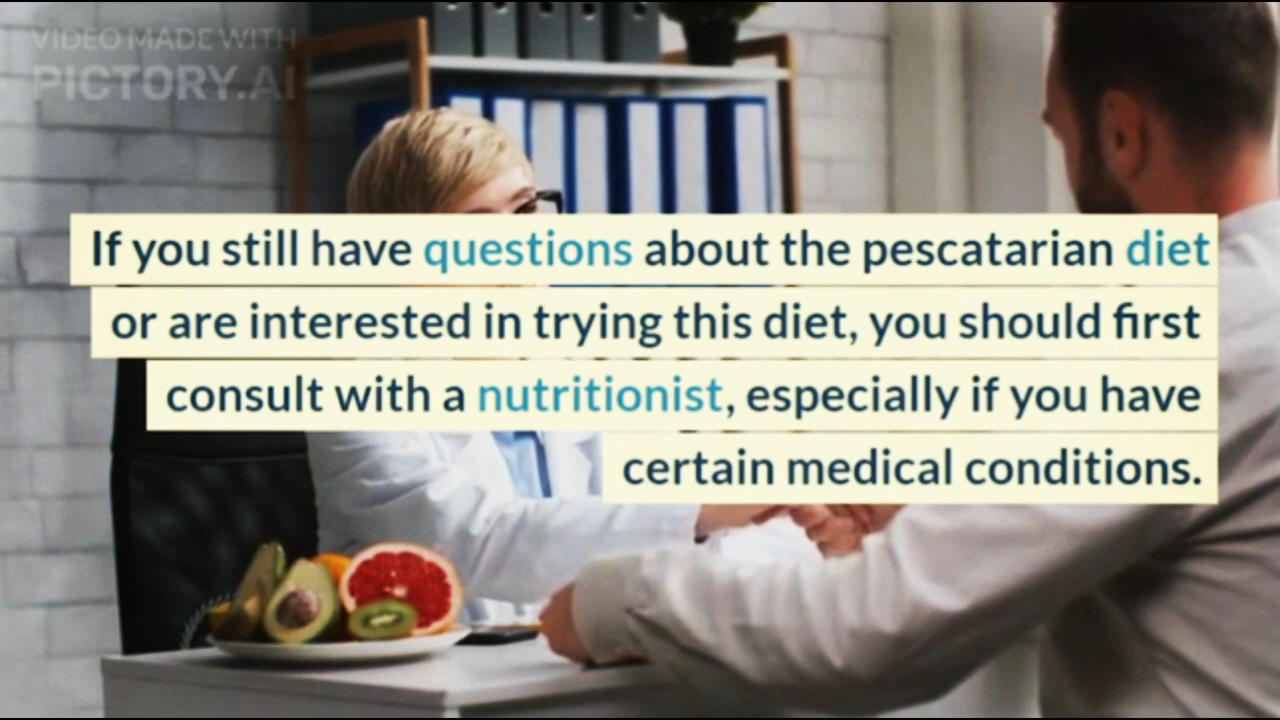 VIDEO MADE WITH
PICTORY.AI
If you still have questions about the pescatarian diet
or are interested in trying this diet, you should first
consult with a nutritionist, especially if you have
certain medical conditions.